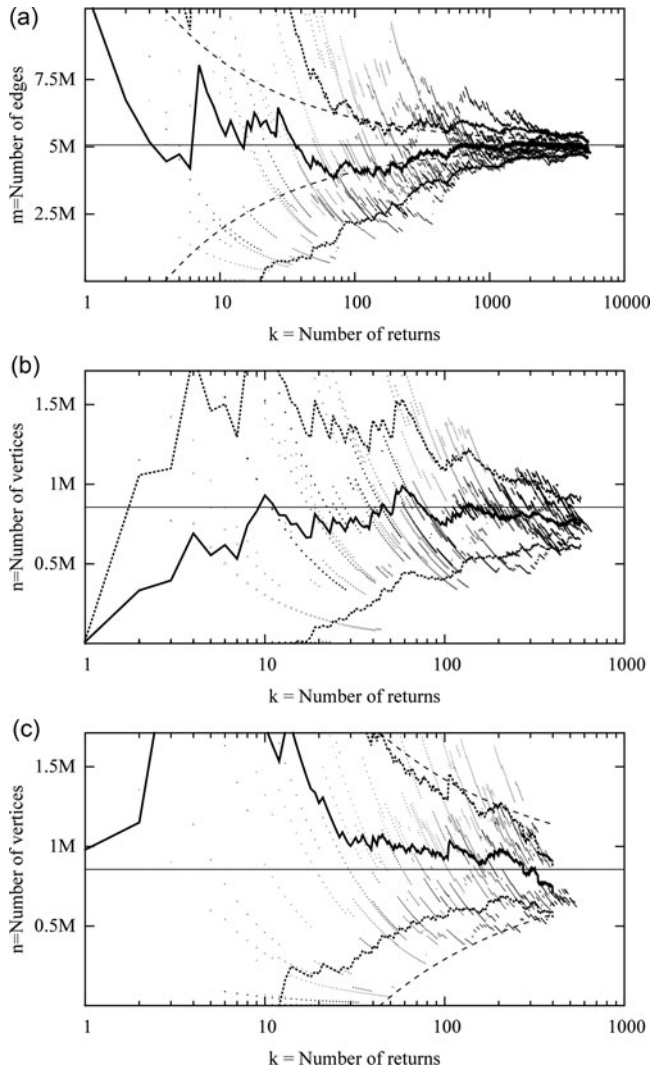 (a)
7.5M
5M
2.5M
m=Number of edges
1 10 100 1000 10000
k = Number of returns
(b)
1.5M
1M
0.5M
n=Number of vertices
1 10 100 1000
k = Number of returns
(c)
1.5M
1M
0.5M
n=Number of vertices
1 10 100 1000
k = Number of returns